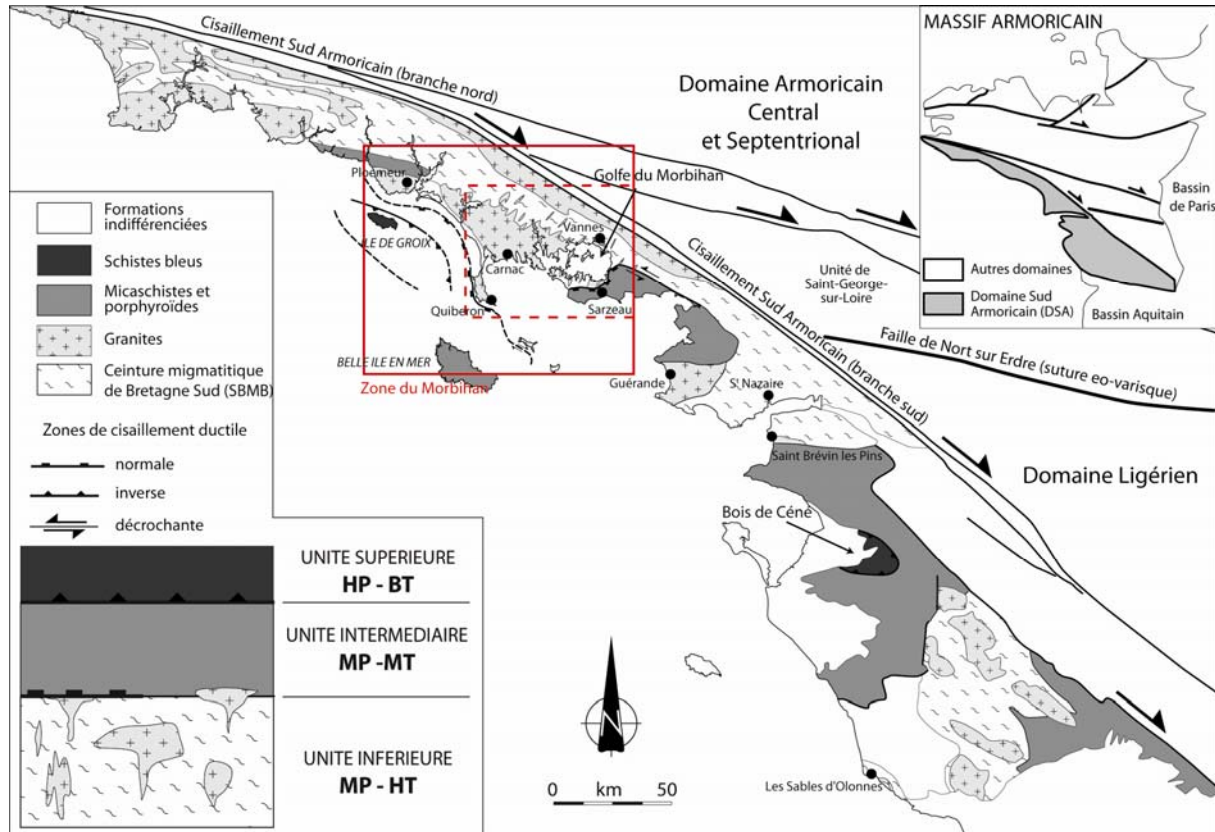 Cisaillement Sud Armoricain (branche nord)
Domaine Armoricain
Central
et Septentrional
MASSIF ARMORICAIN
Bassin
de Paris
Autres domaines
Domaine Sud
Armoricain (DSA)
Bassin Aquitain
Golfe du Morbihan
Ploemeur
ILE DE GROIX
Vannes
Carnac
Quiberon
Sarzeau
BELLE ILE EN MER
Zone du Morbihan
Cisaillement Sud Armoricain (branche sud)
Unité de
Saint-George-
sur-Loire
Faille de Nort sur Erdre (suture eo-varisque)
Guérande
St Nazaire
Saint Brévin les Pins
Domaine Ligérien
Bois de Céné
Les Sables d'Olonnes
N
0 km 50
Formations
indifférenciées
Schistes bleus
Micaschistes et
porphyroïdes
Granites
Ceinture migmatitique
de Bretagne Sud (SBMB)
Zones de cisaillement ductile
normale
inverse
décrochante
UNITE SUPERIEURE
HP - BT
UNITE INTERMEDIAIRE
MP -MT
UNITE INFERIEURE
MP - HT